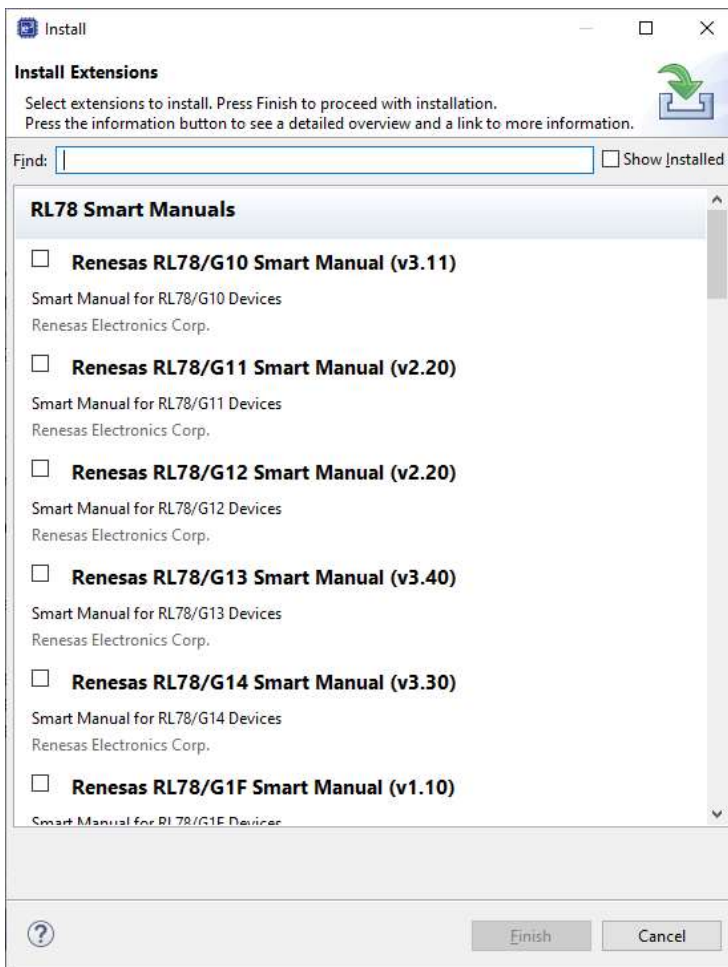 Install
Install Extensions
Select extensions to install. Press Finish to proceed with installation.
Press the information button to see a detailed overview and a link to more information.
Find:
Show Installed
RL78 Smart Manuals
Renesas RL78/G10 Smart Manual (v3.11)
Smart Manual for RL78/G10 Devices
Renesas Electronics Corp.
Renesas RL78/G11 Smart Manual (v2.20)
Smart Manual for RL78/G11 Devices
Renesas Electronics Corp.
Renesas RL78/G12 Smart Manual (v2.20)
Smart Manual for RL78/G12 Devices
Renesas Electronics Corp.
Renesas RL78/G13 Smart Manual (v3.40)
Smart Manual for RL78/G13 Devices
Renesas Electronics Corp.
Renesas RL78/G14 Smart Manual (v3.30)
Smart Manual for RL78/G14 Devices
Renesas Electronics Corp.
Renesas RL78/G1F Smart Manual (v1.10)
Smart Manual for RL78/G1F Devices
?
Finish
Cancel